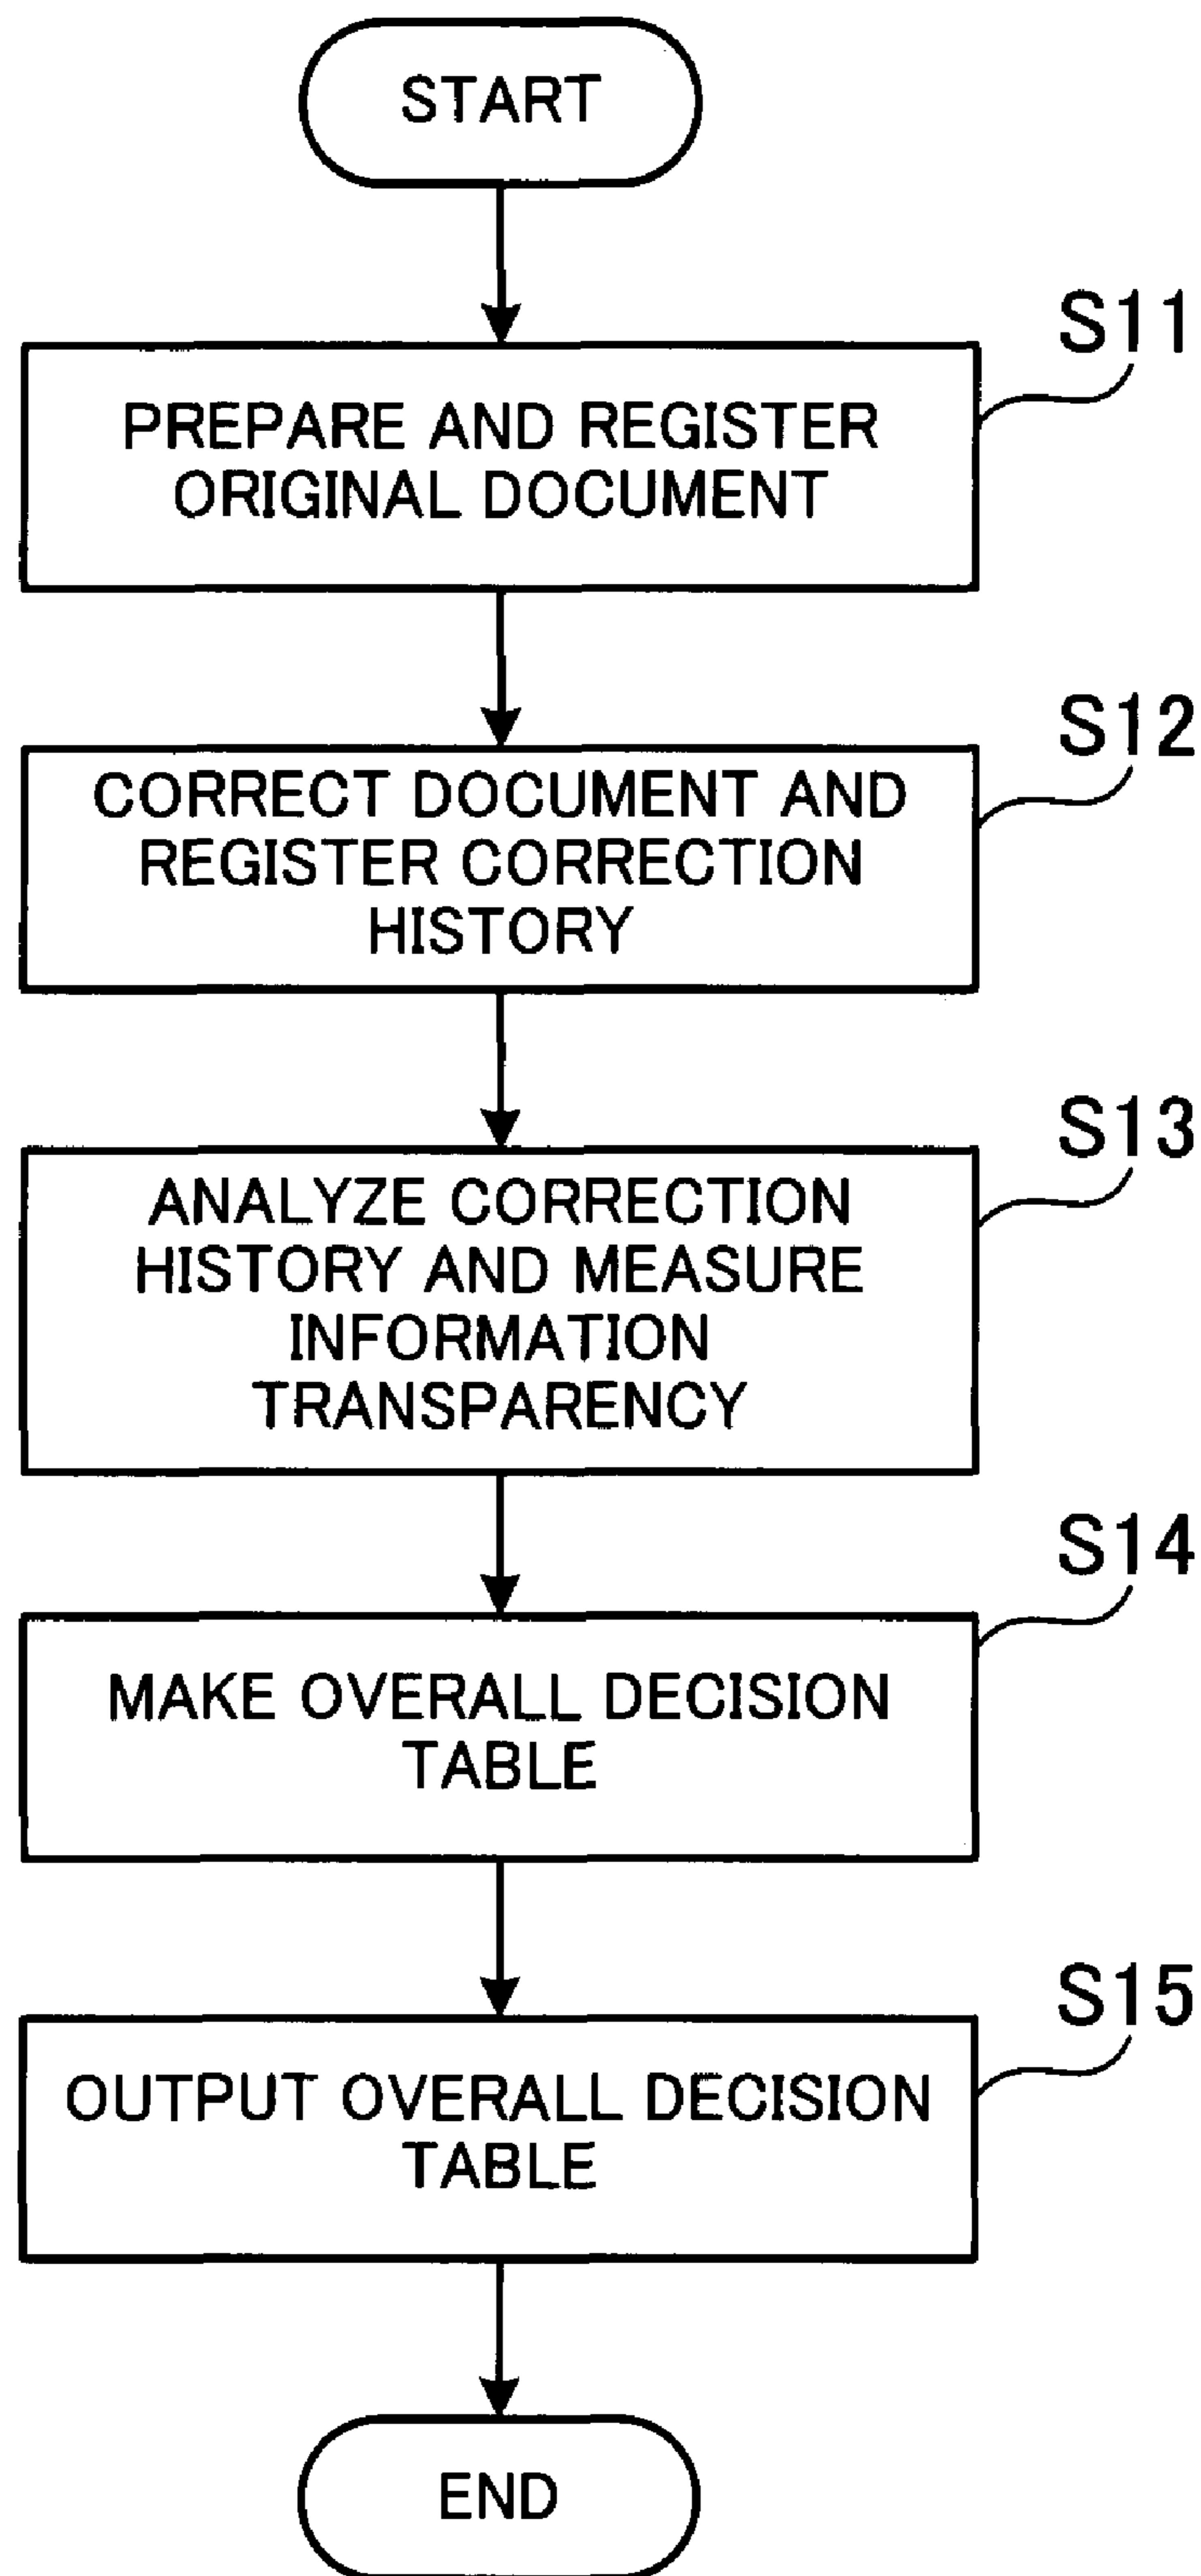 START
S11
PREPARE AND REGISTER
ORIGINAL DOCUMENT
S12
CORRECT DOCUMENT AND
REGISTER CORRECTION
HISTORY
S13
ANALYZE CORRECTION
HISTORY AND MEASURE
INFORMATION
TRANSPARENCY
S14
MAKE OVERALL DECISION
TABLE
S15
OUTPUT OVERALL DECISION
TABLE
END